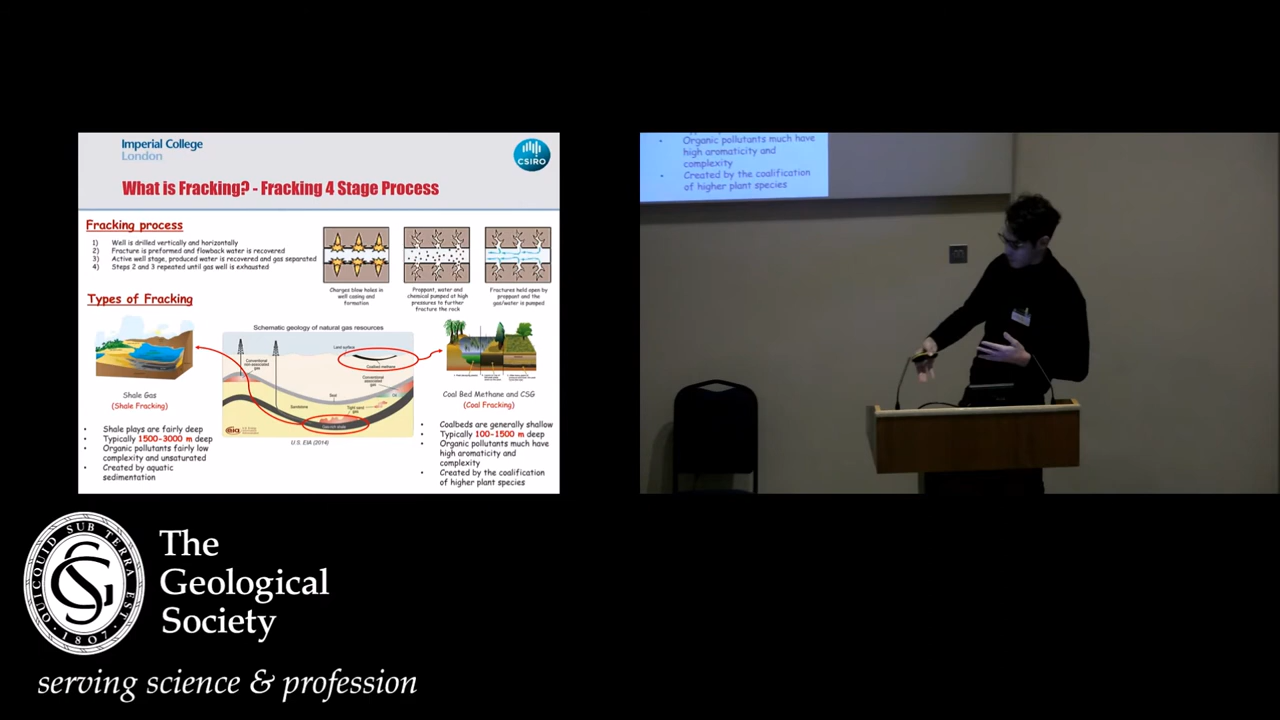 Imperial College
London
CSIRO
What is Fracking? - Fracking 4 Stage Process
Fracking process
1) Well is drilled vertically and horizontally
2) Fracture is preformed and flowback water is recovered
3) Active well stage, produced water is recovered and gas separated
4) Steps 2 and 3 repeated until gas well is exhausted
Charges blow holes in
well casing and
formation
Proppant, water and
chemical pumped at high
pressures to further
fracture the rock
Fractures held open by
proppant and the
gas/water is pumped
Types of Fracking
Schematic geology of natural gas resources
Land surface
Coalbed methane
Conventional
non-associated
gas
Conventional
associated
gas
Seal
Oil
Sandstone
Tight sand
gas
Gas-rich shale
eia
U.S. EIA (2014)
Shale Gas
(Shale Fracking)
• Shale plays are fairly deep
• Typically 1500-3000 m deep
• Organic pollutants fairly low
complexity and unsaturated
• Created by aquatic
sedimentation
Coal Bed Methane and CSG
(Coal Fracking)
• Coalbeds are generally shallow
• Typically 100-1500 m deep
• Organic pollutants much have
high aromaticity and
complexity
• Created by the coalification
of higher plant species
• Organic pollutants much have
high aromaticity and
complexity
• Created by the coalification
of higher plant species
QUICQUID SUB TERRA EST
·1807·
GS
The
Geological
Society
serving science & profession